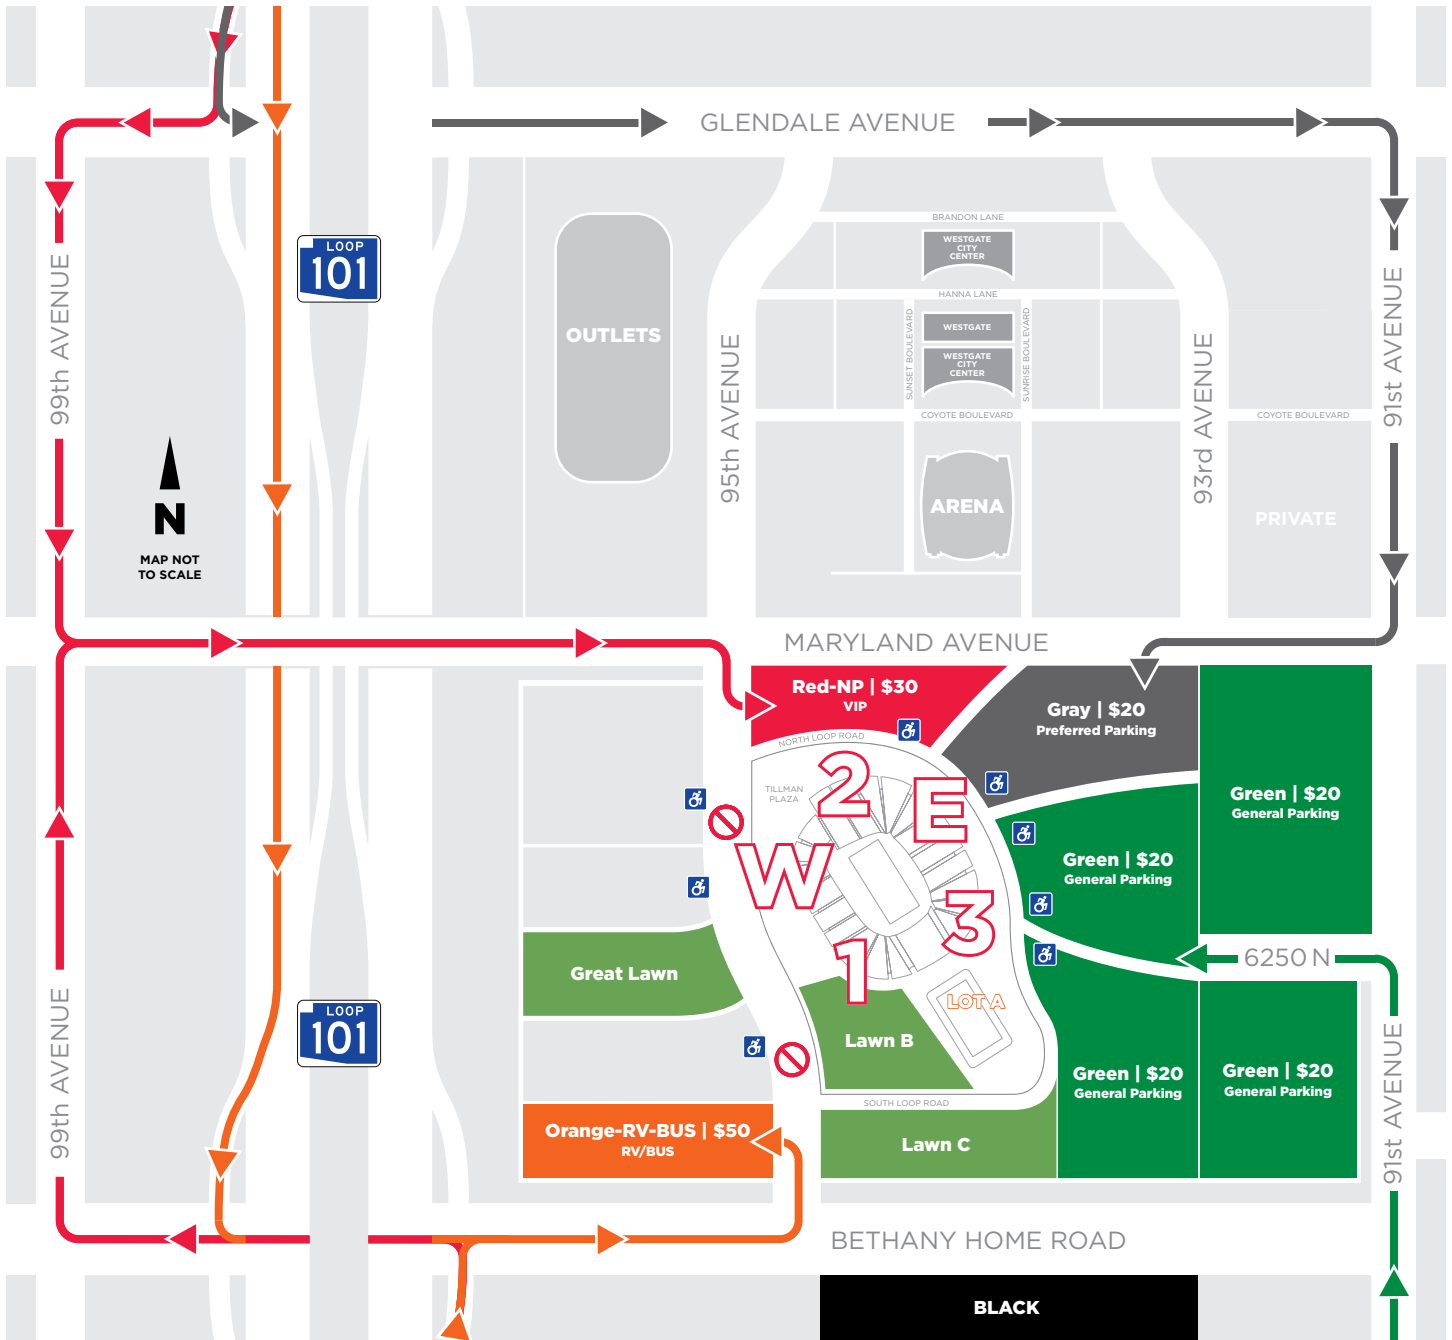 GLENDALE AVENUE
BRANDON LANE
WESTGATE
CITY
CENTER
LOOP
101
HANNA LANE
99th AVENUE
OUTLETS
95th AVENUE
SUNSET BOULEVARD
WESTGATE
WESTGATE
CITY
CENTER
SUNRISE BOULEVARD
93rd AVENUE
91st AVENUE
COYOTE BOULEVARD
COYOTE BOULEVARD
N
MAP NOT
TO SCALE
ARENA
PRIVATE
MARYLAND AVENUE
Red-NP | $30
VIP
Gray | $20
Preferred Parking
NORTH LOOP ROAD
2
E
TILLMAN
PLAZA
Green | $20
General Parking
W
Green | $20
General Parking
3
1
6250 N
Great Lawn
LOT A
LOOP
101
99th AVENUE
Lawn B
Green | $20
General Parking
Green | $20
General Parking
91st AVENUE
SOUTH LOOP ROAD
Orange-RV-BUS | $50
RV/BUS
Lawn C
BETHANY HOME ROAD
BLACK